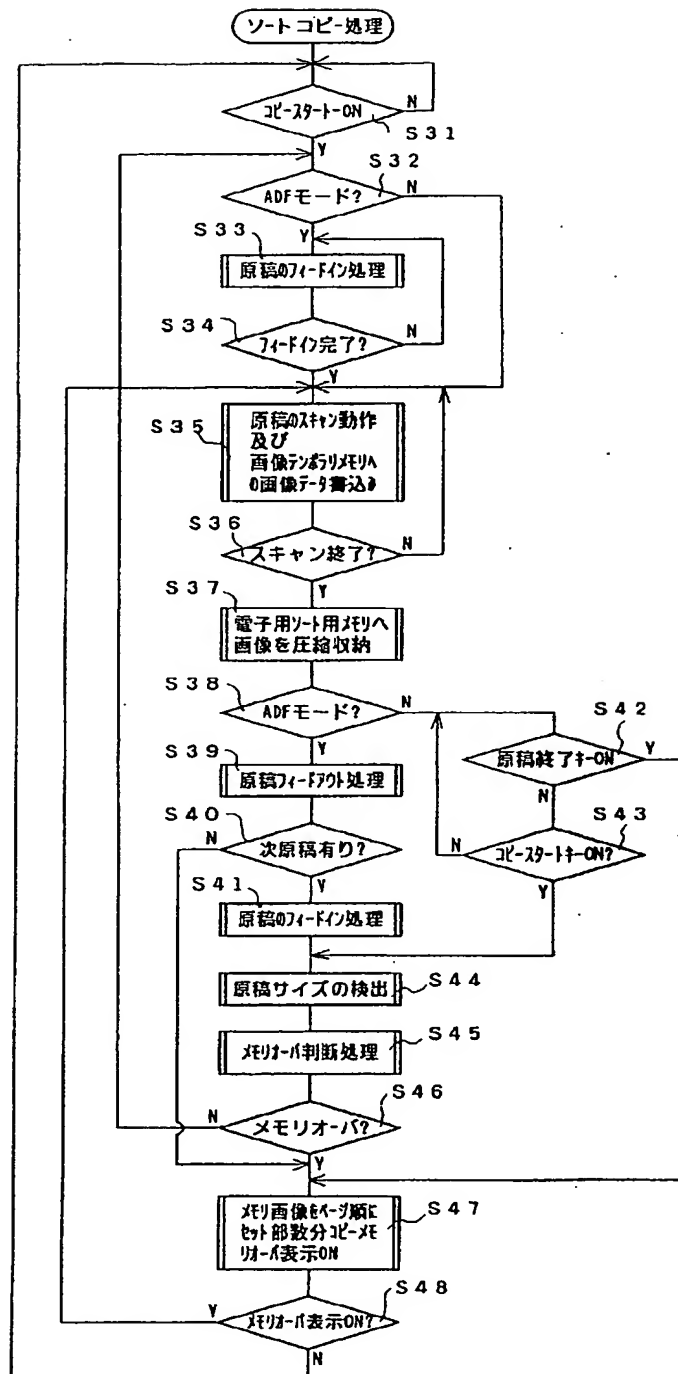 ソート コピー処理
コピースタートーON
N
S31
Y
S32
ADFモード?
N
S33
Y
原稿のフィードイン処理
S34
フィードイン完了?
N
Y
S35
原稿のスキャン動作
及び
画像テンポラリメモリへ
の画像データ書込み
S36
スキャン終了?
N
Y
S37
電子用ソート用メモリへ
画像を圧縮収納
S38
ADFモード?
N
Y
S42
原稿終了キーON
Y
N
S39
原稿フィードアウト処理
S43
コピースタートキーON?
N
Y
S40
N
次原稿有り?
Y
S41
原稿のフィードイン処理
原稿サイズの検出
S44
メモリオーバ判断処理
S45
S46
N
メモリオーバ?
Y
メモリ画像をページ順に
セット部数分コピーメモ
リオーバ表示ON
S47
S48
Y
メモリオーバ表示ON?
N